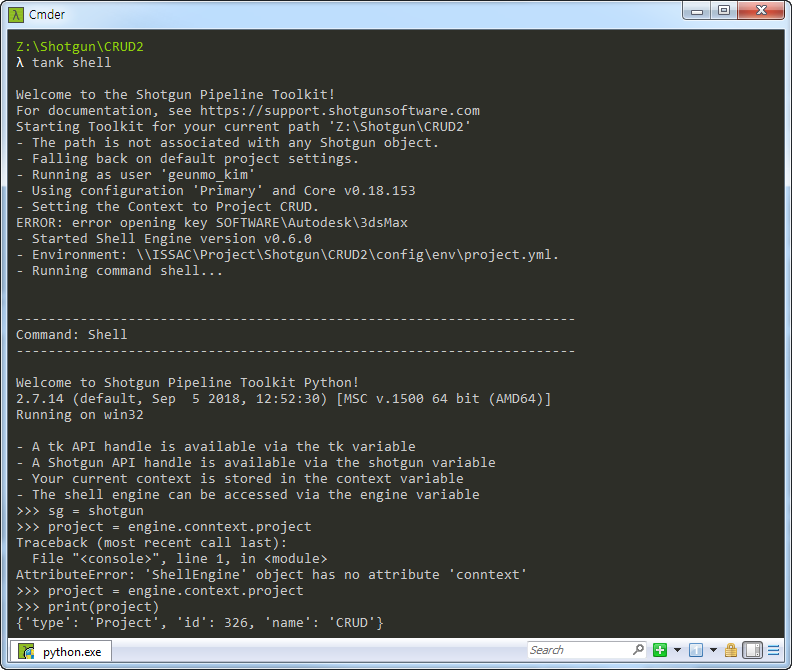 Cmder
Z:\Shotgun\CRUD2
λ tank shell
Welcome to the Shotgun Pipeline Toolkit!
For documentation, see https://support.shotgunsoftware.com
Starting Toolkit for your current path 'Z:\Shotgun\CRUD2'
- The path is not associated with any Shotgun object.
- Falling back on default project settings.
- Running as user 'geunmo_kim'
- Using configuration 'Primary' and Core v0.18.153
- Setting the Context to Project CRUD.
ERROR: error opening key SOFTWARE\Autodesk\3dsMax
- Started Shell Engine version v0.6.0
- Environment: \\ISSAC\Project\Shotgun\CRUD2\config\env\project.yml.
- Running command shell...
----------------------------------------------------------------------
Command: Shell
----------------------------------------------------------------------
Welcome to Shotgun Pipeline Toolkit Python!
2.7.14 (default, Sep  5 2018, 12:52:30) [MSC v.1500 64 bit (AMD64)]
Running on win32
- A tk API handle is available via the tk variable
- A Shotgun API handle is available via the shotgun variable
- Your current context is stored in the context variable
- The shell engine can be accessed via the engine variable
>>> sg = shotgun
>>> project = engine.conntext.project
Traceback (most recent call last):
  File "<console>", line 1, in <module>
AttributeError: 'ShellEngine' object has no attribute 'conntext'
>>> project = engine.context.project
>>> print(project)
{'type': 'Project', 'id': 326, 'name': 'CRUD'}
python.exe
Search